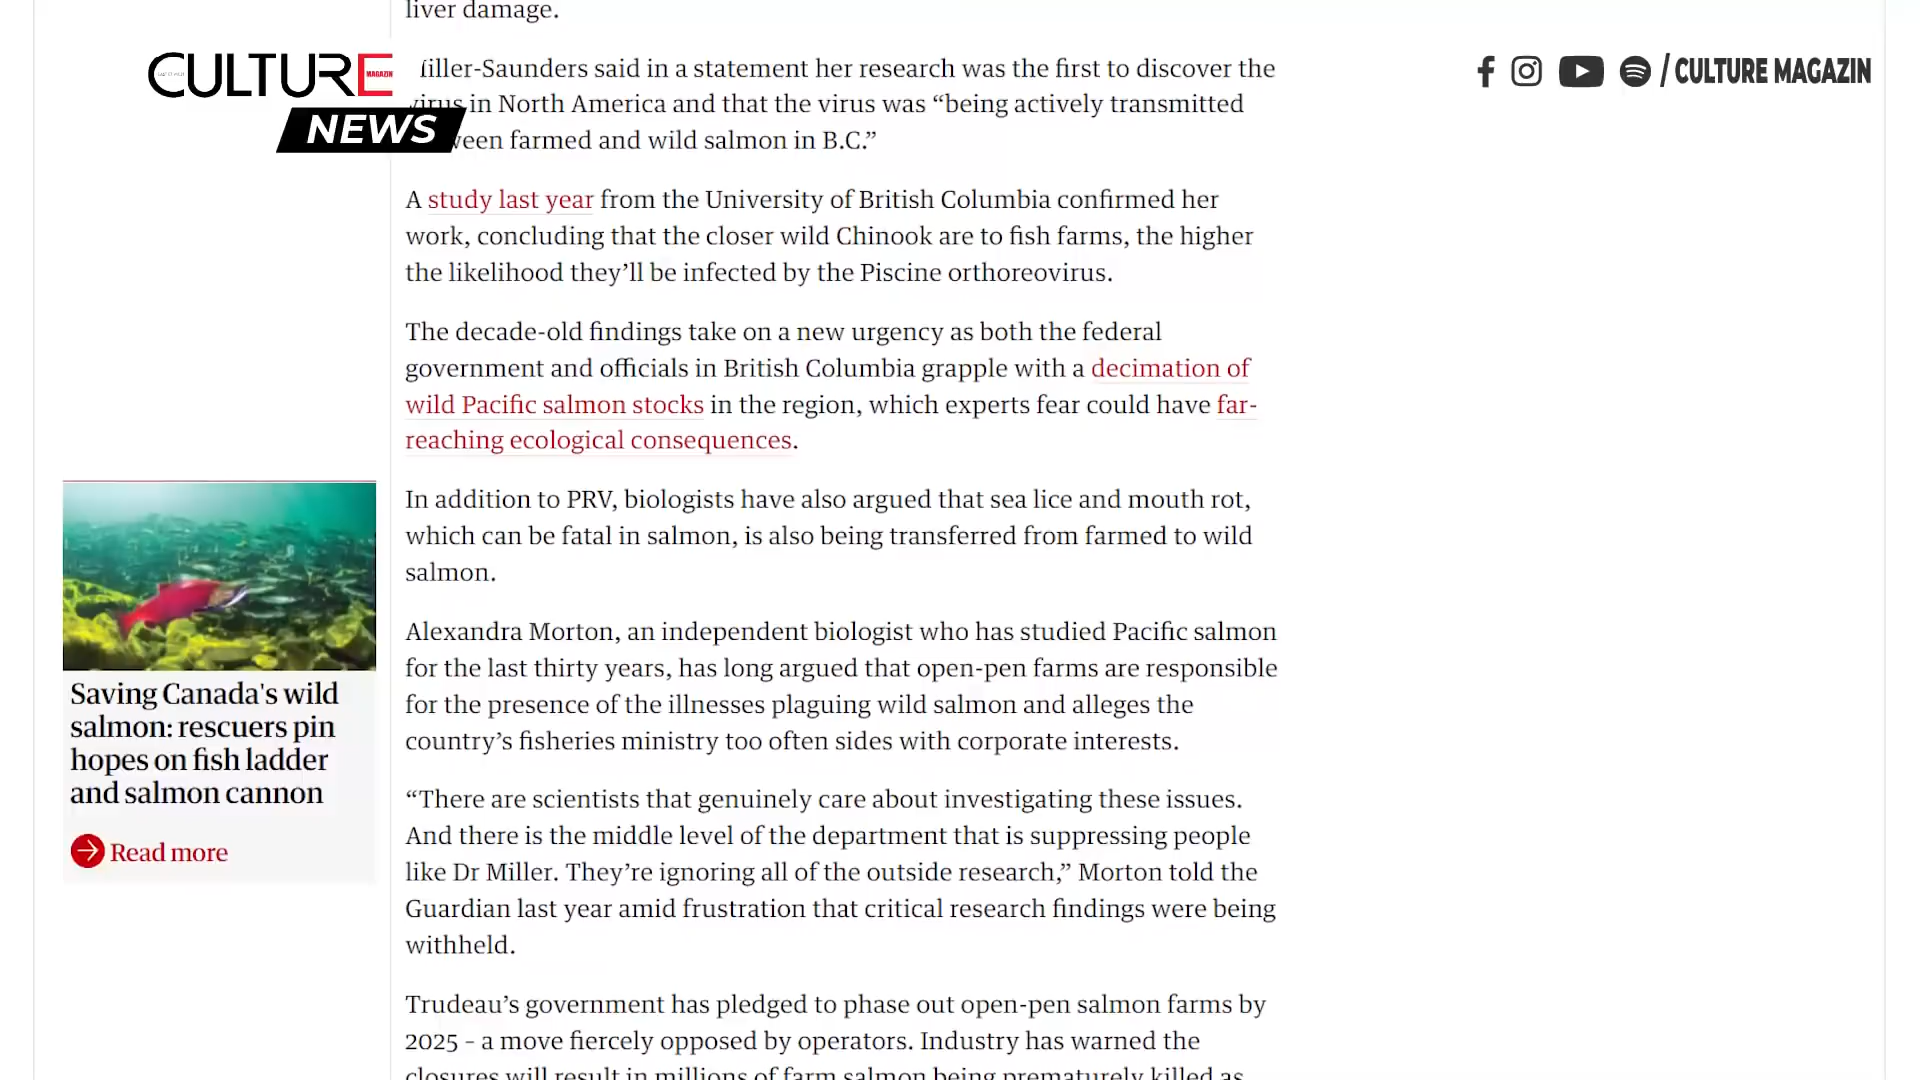 liver damage.
CULTURE
MAGAZIN
NEWS
iller-Saunders said in a statement her research was the first to discover the
virus in North America and that the virus was “being actively transmitted
ween farmed and wild salmon in B.C.”
/ CULTURE MAGAZIN
A study last year from the University of British Columbia confirmed her
work, concluding that the closer wild Chinook are to fish farms, the higher
the likelihood they’ll be infected by the Piscine orthoreovirus.
The decade-old findings take on a new urgency as both the federal
government and officials in British Columbia grapple with a decimation of
wild Pacific salmon stocks in the region, which experts fear could have far-
reaching ecological consequences.
In addition to PRV, biologists have also argued that sea lice and mouth rot,
which can be fatal in salmon, is also being transferred from farmed to wild
salmon.
Saving Canada's wild
salmon: rescuers pin
hopes on fish ladder
and salmon cannon
Read more
Alexandra Morton, an independent biologist who has studied Pacific salmon
for the last thirty years, has long argued that open-pen farms are responsible
for the presence of the illnesses plaguing wild salmon and alleges the
country’s fisheries ministry too often sides with corporate interests.
“There are scientists that genuinely care about investigating these issues.
And there is the middle level of the department that is suppressing people
like Dr Miller. They’re ignoring all of the outside research,” Morton told the
Guardian last year amid frustration that critical research findings were being
withheld.
Trudeau’s government has pledged to phase out open-pen salmon farms by
2025 – a move fiercely opposed by operators. Industry has warned the
closures will result in millions of farm salmon being prematurely killed as